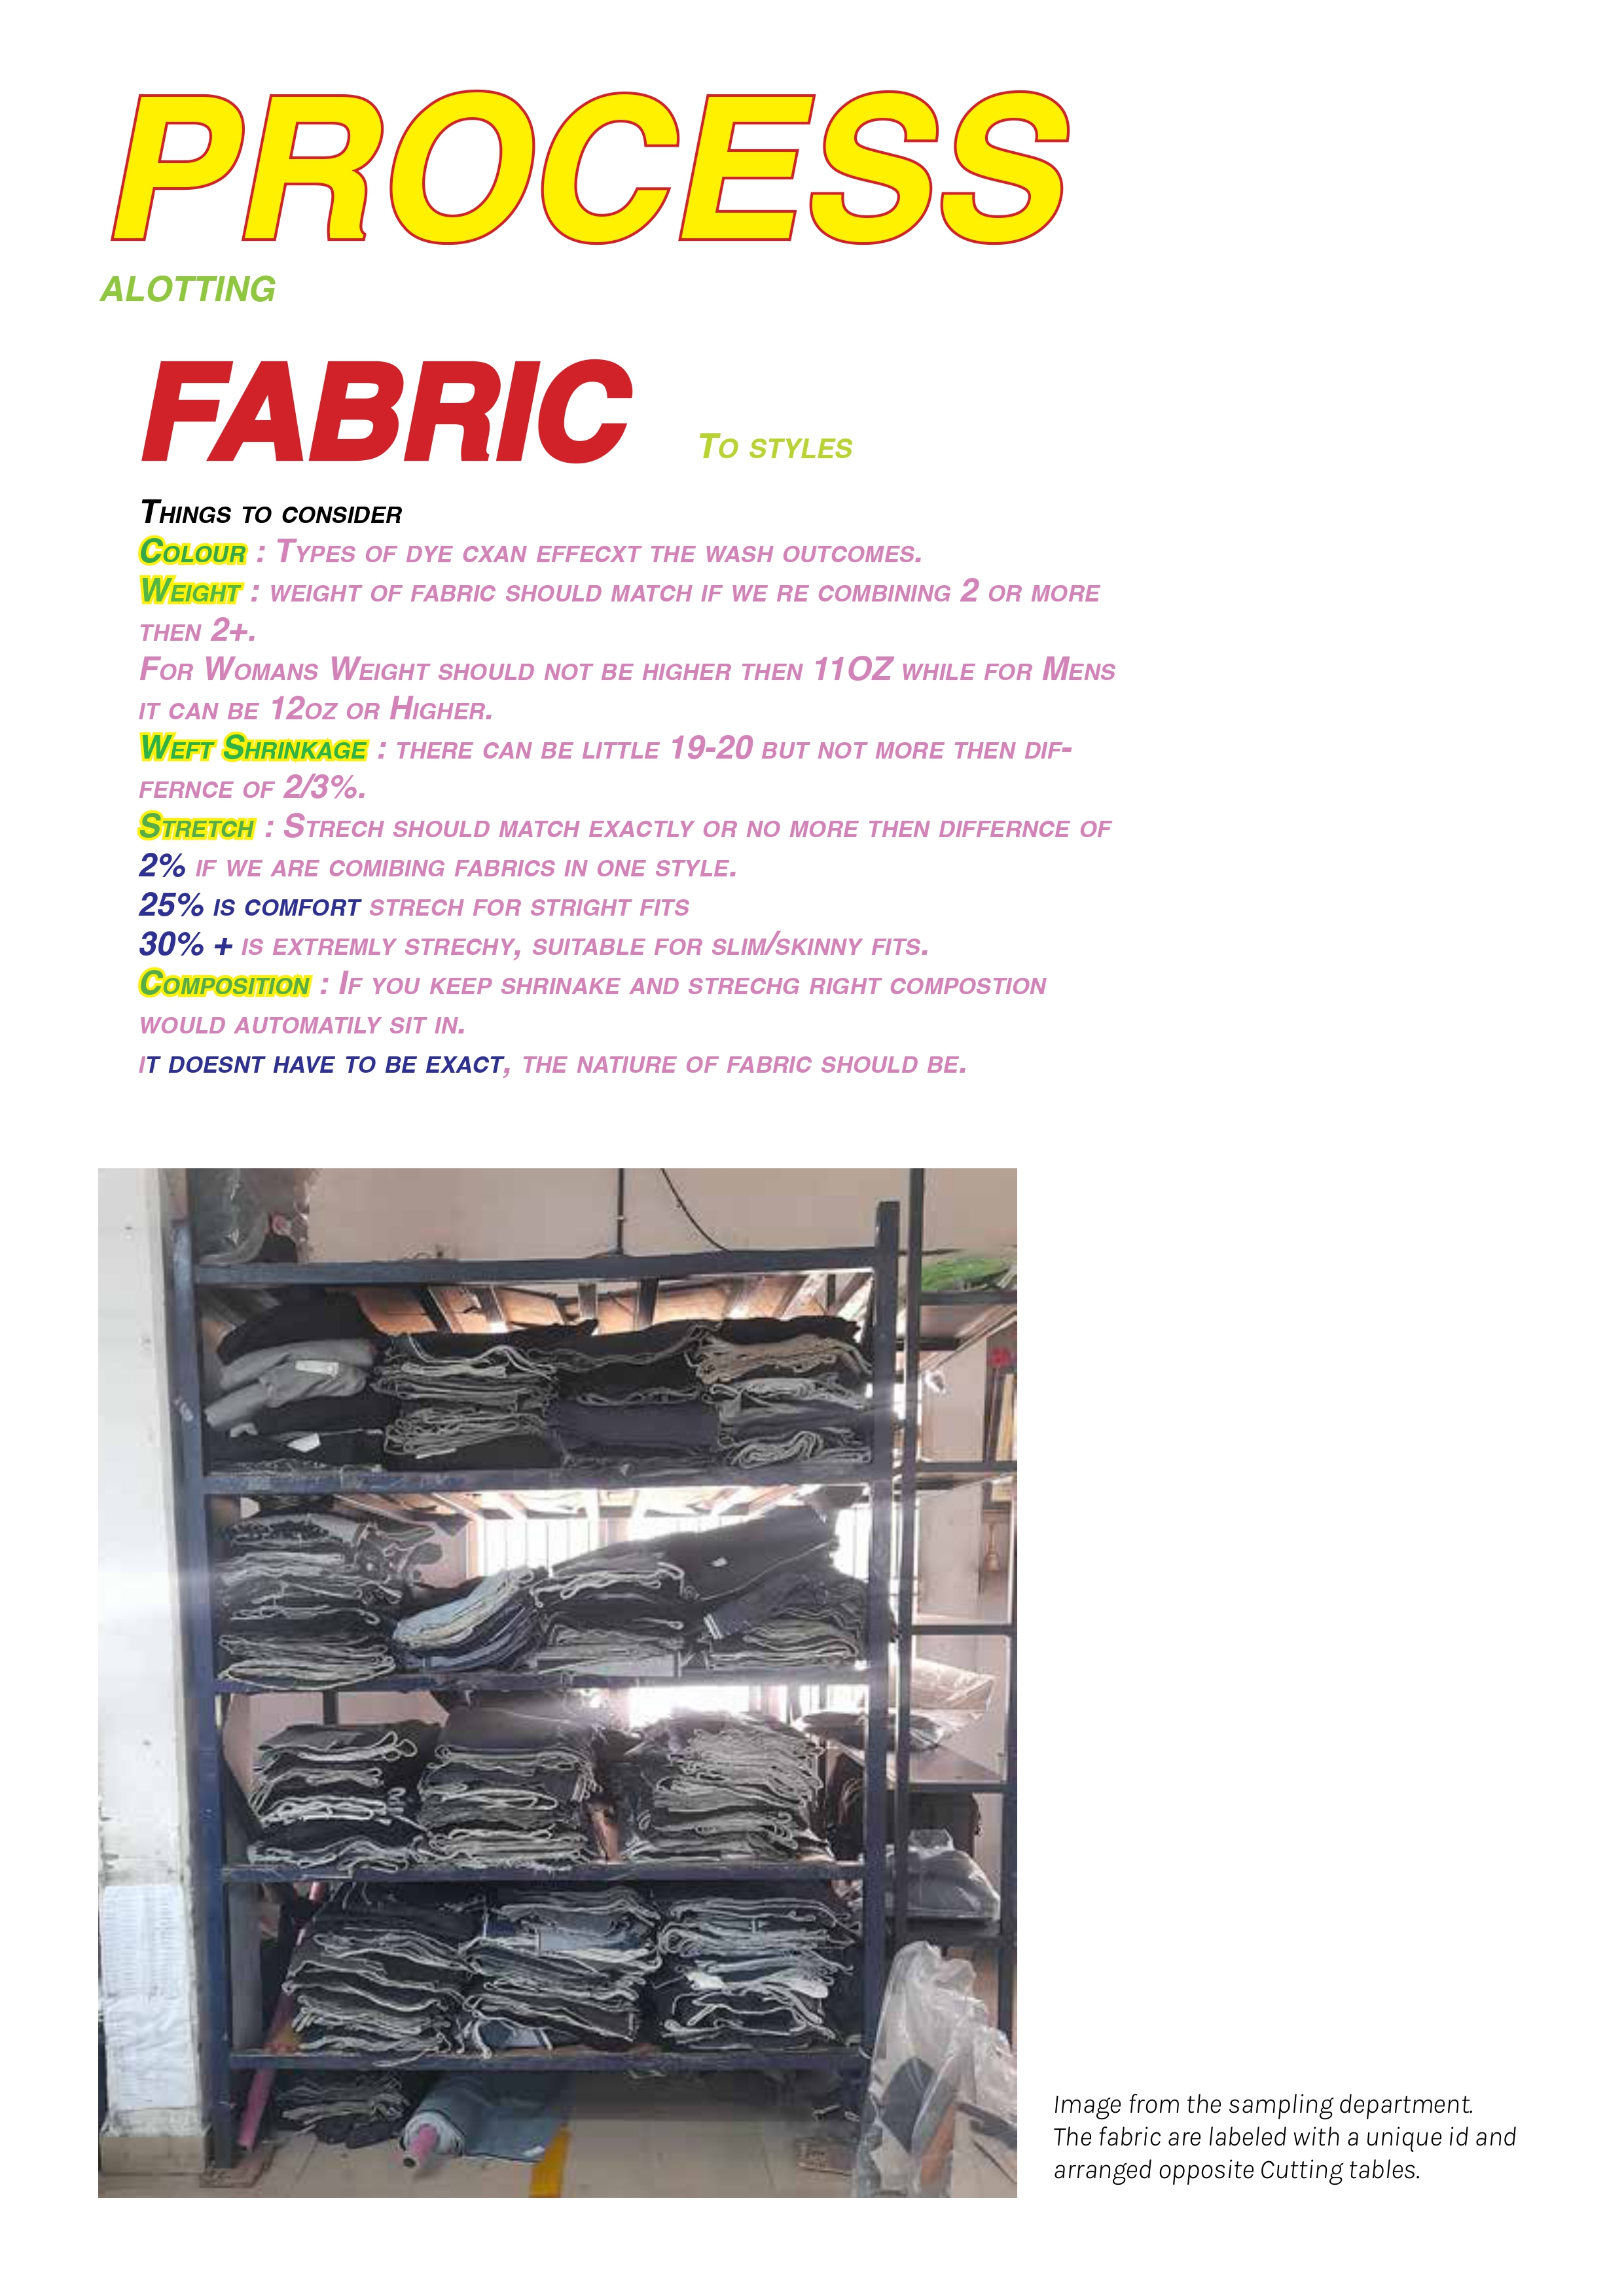 PROCESS
ALOTTING
FABRIC
To styles
Things to consider
Colour : Types of dye cxan effecxt the wash outcomes.
Weight : weight of fabric should match if we re combining 2 or more
then 2+.
For Womans Weight should not be higher then 11OZ while for Mens
it can be 12oz or Higher.
Weft Shrinkage : there can be little 19-20 but not more then dif-
fernce of 2/3%.
Stretch : Strech should match exactly or no more then differnce of
2% if we are comibing fabrics in one style.
25% is comfort strech for stright fits
30% + is extremly strechy, suitable for slim/skinny fits.
Composition : If you keep shrinake and strechg right compostion
would automatily sit in.
it doesnt have to be exact, the natiure of fabric should be.
Image from the sampling department.
The fabric are labeled with a unique id and
arranged opposite Cutting tables.